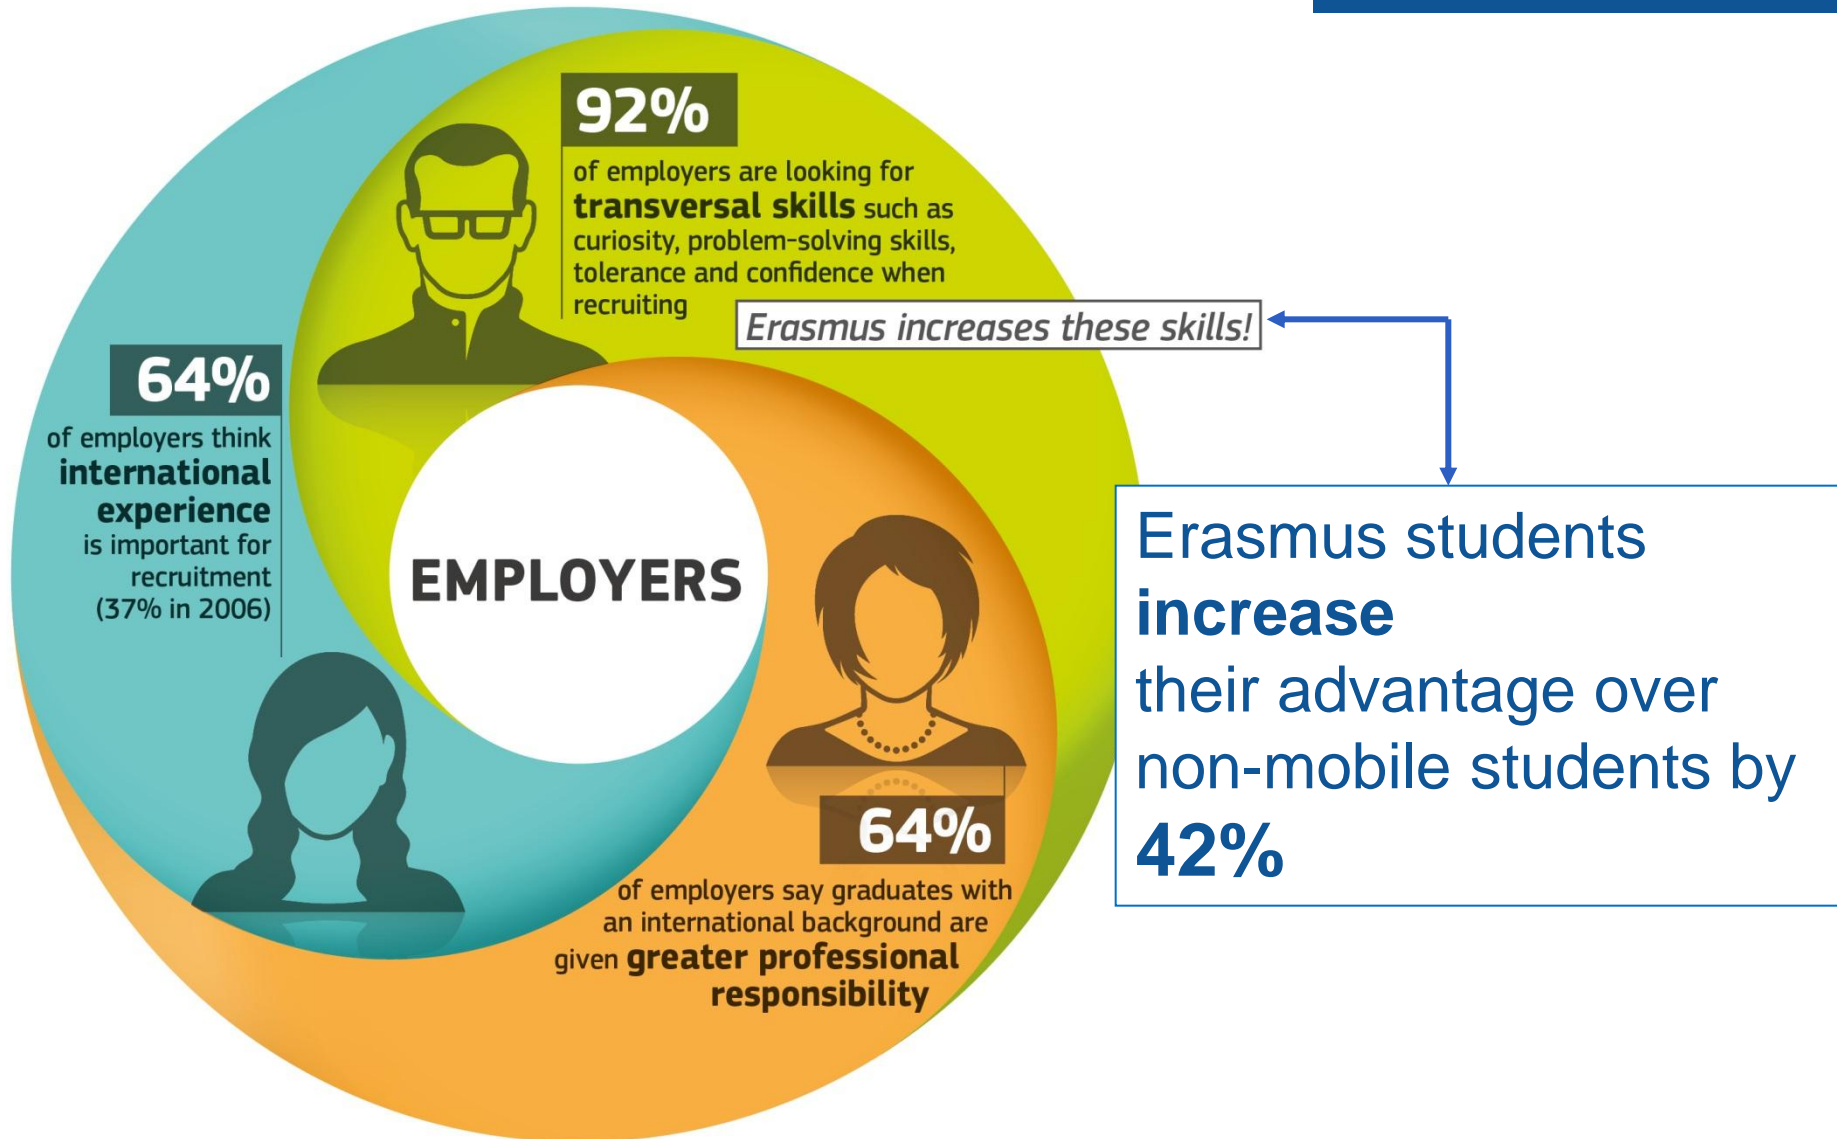 92%
of employers are looking for
transversal skills such as
curiosity, problem-solving skills,
tolerance and confidence when
recruiting
Erasmus increases these skills!
64%
of employers think
international
experience
is important for
recruitment
(37% in 2006)
EMPLOYERS
64%
of employers say graduates with
an international background are
given greater professional
responsibility
Erasmus students
increase
their advantage over
non-mobile students by
42%